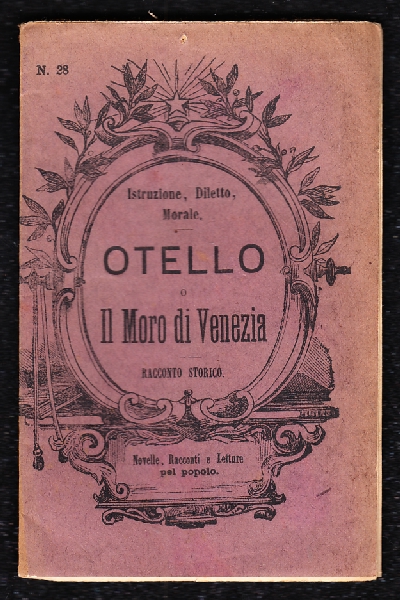 N. 28
Istruzione, Diletto,
Morale.
OTELLO
o
Il Moro di Venezia
RACCONTO STORICO.
Novelle, Racconti e Letture
pel popolo.